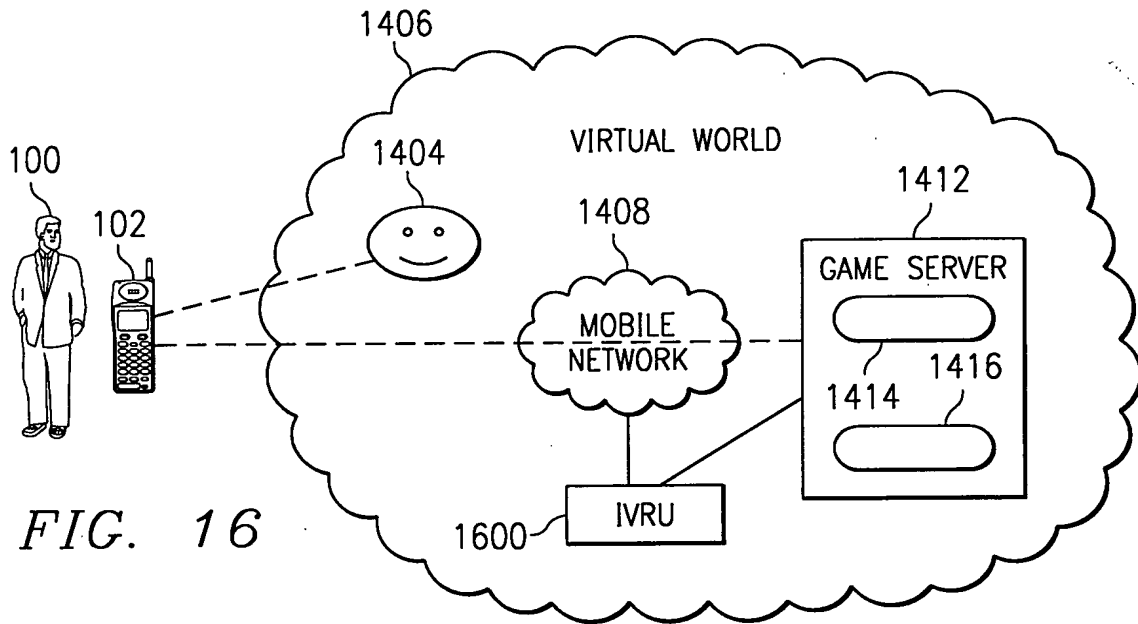 1406
VIRTUAL WORLD
100
102
1404
1408
1412
GAME SERVER
MOBILE
NETWORK
1414
1416
1600
IVRU
FIG. 16